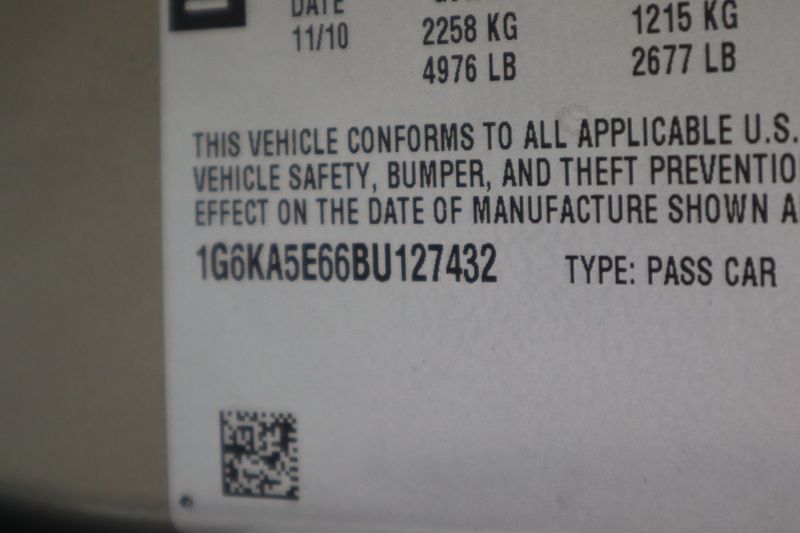 DATE
11/10 2258 KG 1215 KG
4976 LB 2677 LB
THIS VEHICLE CONFORMS TO ALL APPLICABLE U.S.
VEHICLE SAFETY, BUMPER, AND THEFT PREVENTIO
EFFECT ON THE DATE OF MANUFACTURE SHOWN A
1G6KA5E66BU127432 TYPE: PASS CAR